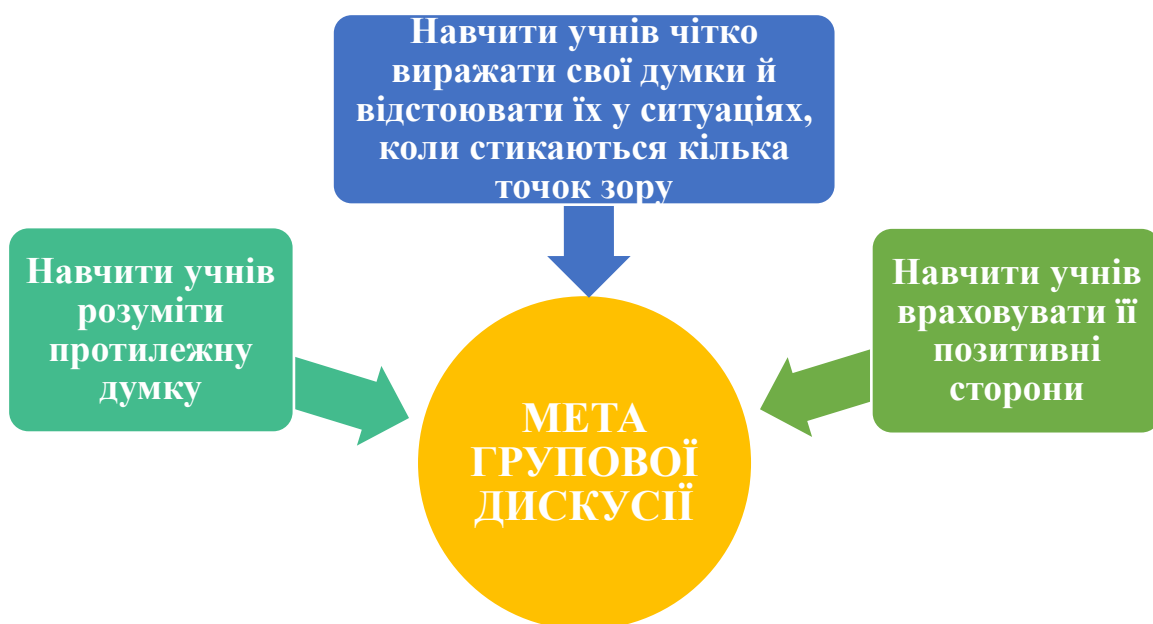 Навчити учнів чітко
виражати свої думки й
відстоювати їх у ситуаціях,
коли стикаються кілька
точок зору
Навчити учнів
розуміти
протилежну
думку
Навчити учнів
враховувати її
позитивні
сторони
МЕТА
ГРУПОВОЇ
ДИСКУСІЇ